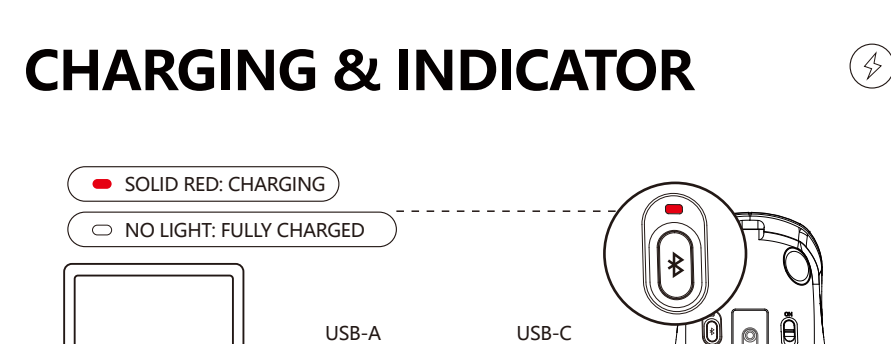 CHARGING & INDICATOR
SOLID RED: CHARGING
NO LIGHT: FULLY CHARGED
USB-A
USB-C